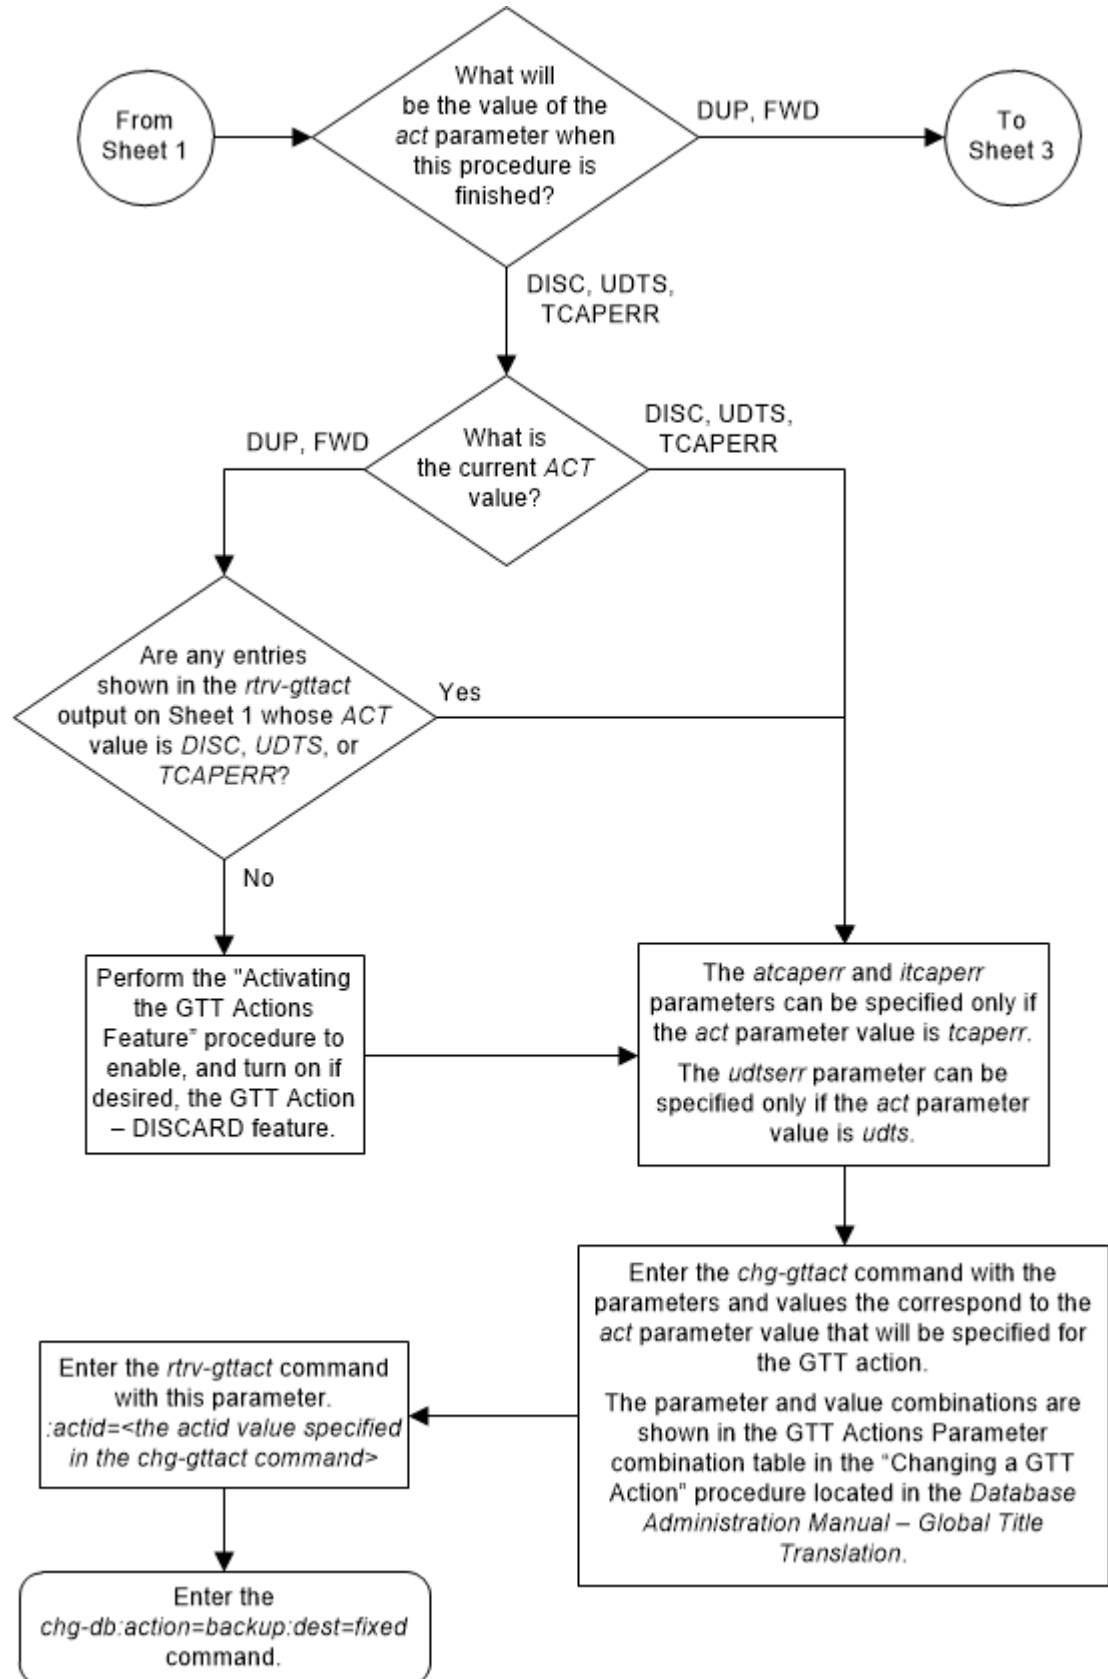 From
Sheet 1
What will
be the value of the
act parameter when
this procedure is
finished?
DUP, FWD
To
Sheet 3
DISC, UDTS,
TCAPERR
What is
the current ACT
value?
DUP, FWD
DISC, UDTS,
TCAPERR
Are any entries
shown in the rtrv-gttact
output on Sheet 1 whose ACT
value is DISC, UDTS, or
TCAPERR?
Yes
No
Perform the "Activating
the GTT Actions
Feature" procedure to
enable, and turn on if
desired, the GTT Action
– DISCARD feature.
The atcaperr and itcaperr
parameters can be specified only if
the act parameter value is tcaperr.
The udtserr parameter can be
specified only if the act parameter
value is udts.
Enter the chg-gttact command with the
parameters and values the correspond to the
act parameter value that will be specified for
the GTT action.
The parameter and value combinations are
shown in the GTT Actions Parameter
combination table in the “Changing a GTT
Action” procedure located in the Database
Administration Manual – Global Title
Translation.
Enter the rtrv-gttact command
with this parameter.
:actid=<the actid value specified
in the chg-gttact command>
Enter the
chg-db:action=backup:dest=fixed
command.